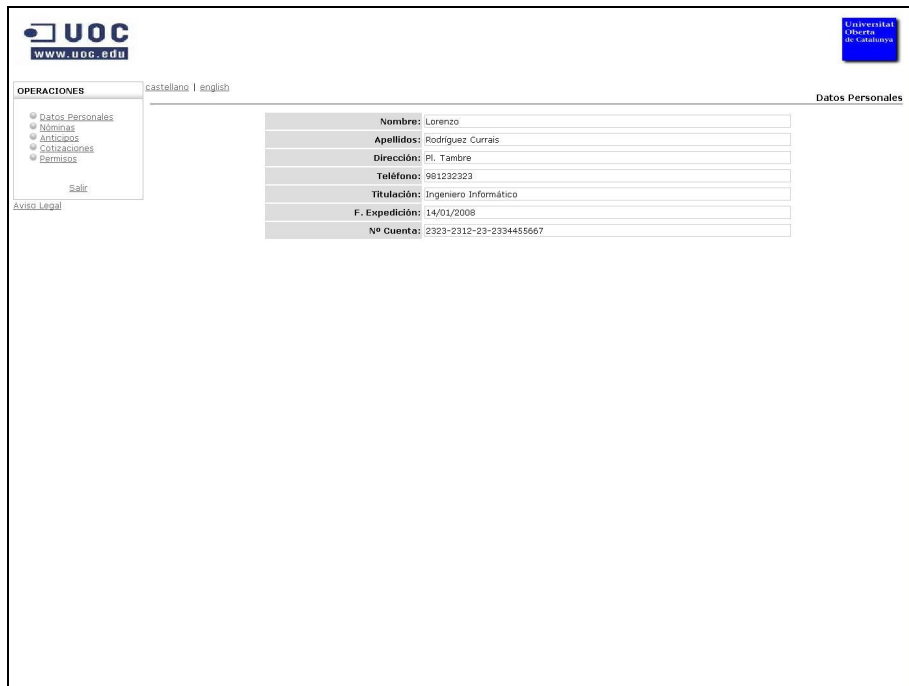 UOC
www.uoc.edu
Universitat
Oberta
de Catalunya
OPERACIONES
Datos Personales
Nóminas
Anticipos
Cotizaciones
Permisos
Salir
Aviso Legal
castellano | english
Datos Personales
Nombre: Lorenzo
Apellidos: Rodríguez Currais
Dirección: Pl. Tambre
Teléfono: 981232323
Titulación: Ingeniero Informático
F. Expedición: 14/01/2008
Nº Cuenta: 2323-2312-23-2334455667